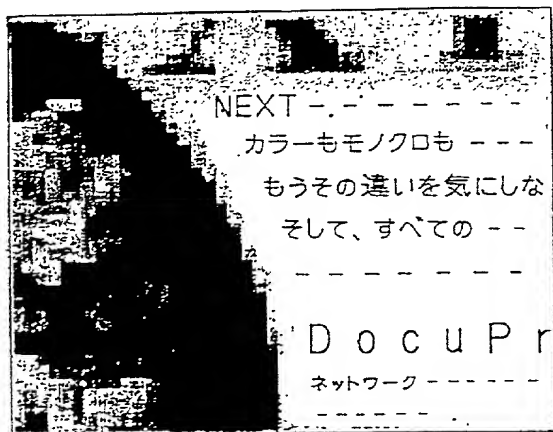 NEXT - - - - - - -
カラーもモノクロも - - -
もうその違いを気にしな
そして、すべての - -
- - - - - - -
DocuPr
ネットワーク - - - - - -
- - - - - -